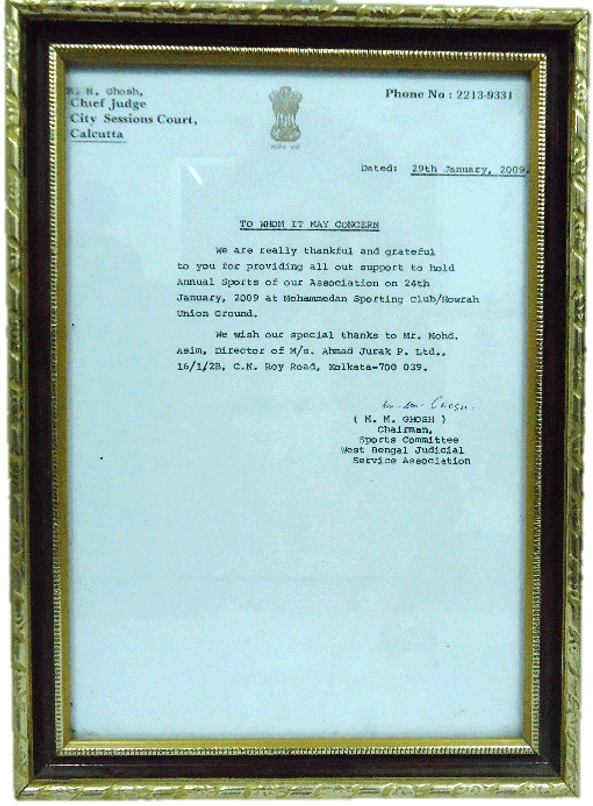 M. M. Ghosh,
Chief Judge
City Sessions Court,
Calcutta
Phone No : 2213-9331
Dated: 29th January, 2009.
TO WHOM IT MAY CONCERN
We are really thankful and grateful
to you for providing all out support to hold
Annual Sports of our Association on 24th
January, 2009 at Mohammedan Sporting Club/Howrah
Union Ground.
We wish our special thanks to Mr. Mohd.
Asim, Director of M/s. Ahmad Jurak P. Ltd.,
16/1/2B, C.N. Roy Road, Kolkata-700 039.
( M. M. GHOSH )
Chairman,
Sports Committee
West Bengal Judicial
Service Association